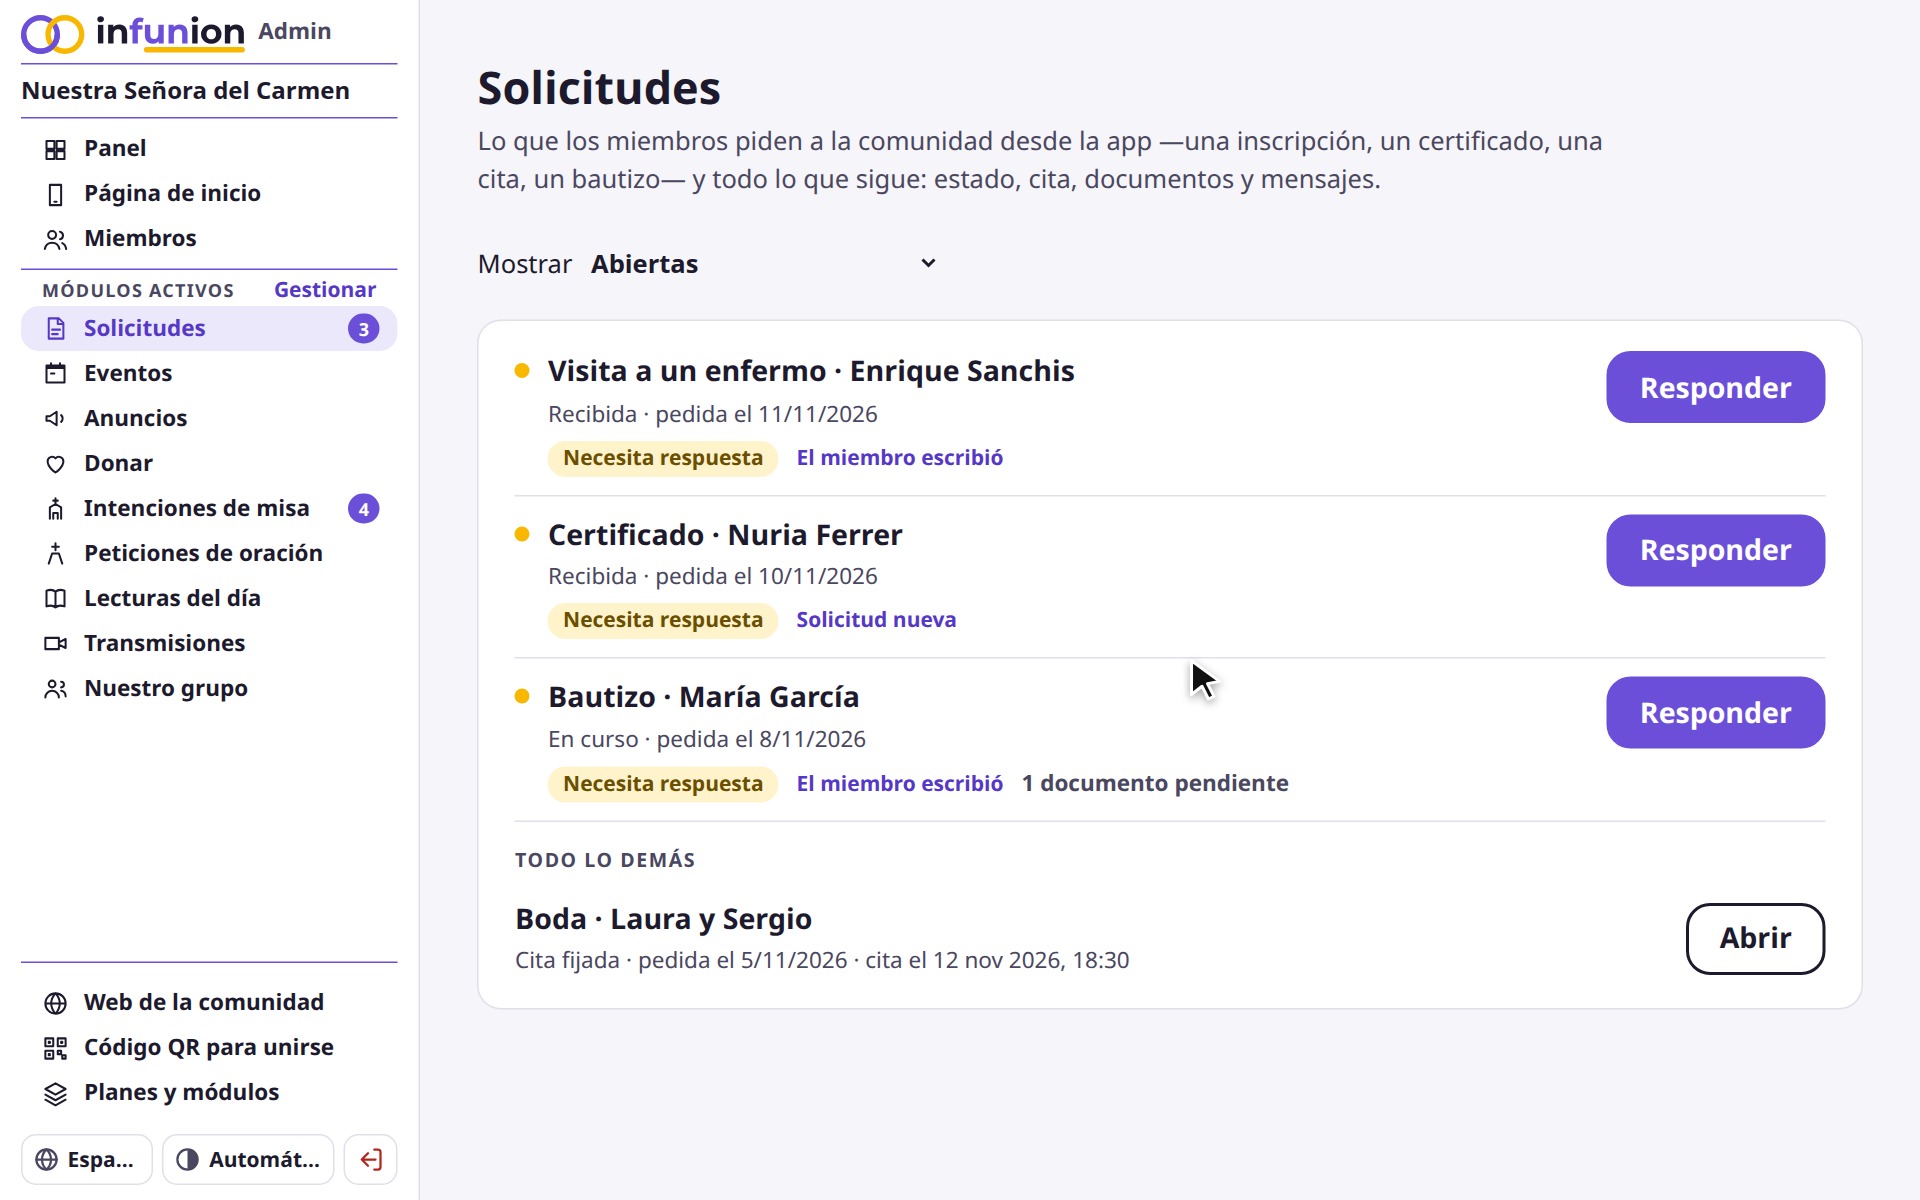 infunion Admin
Nuestra Señora del Carmen
Panel
Página de inicio
Miembros
MÓDULOS ACTIVOS Gestionar
Solicitudes 3
Eventos
Anuncios
Donar
Intenciones de misa 4
Peticiones de oración
Lecturas del día
Transmisiones
Nuestro grupo
Web de la comunidad
Código QR para unirse
Planes y módulos
Espa... Automát...
Solicitudes
Lo que los miembros piden a la comunidad desde la app —una inscripción, un certificado, una
cita, un bautizo— y todo lo que sigue: estado, cita, documentos y mensajes.
Mostrar Abiertas
Visita a un enfermo · Enrique Sanchis
Recibida · pedida el 11/11/2026
Necesita respuesta El miembro escribió
Responder
Certificado · Nuria Ferrer
Recibida · pedida el 10/11/2026
Necesita respuesta Solicitud nueva
Responder
Bautizo · María García
En curso · pedida el 8/11/2026
Necesita respuesta El miembro escribió 1 documento pendiente
Responder
TODO LO DEMÁS
Boda · Laura y Sergio
Cita fijada · pedida el 5/11/2026 · cita el 12 nov 2026, 18:30
Abrir